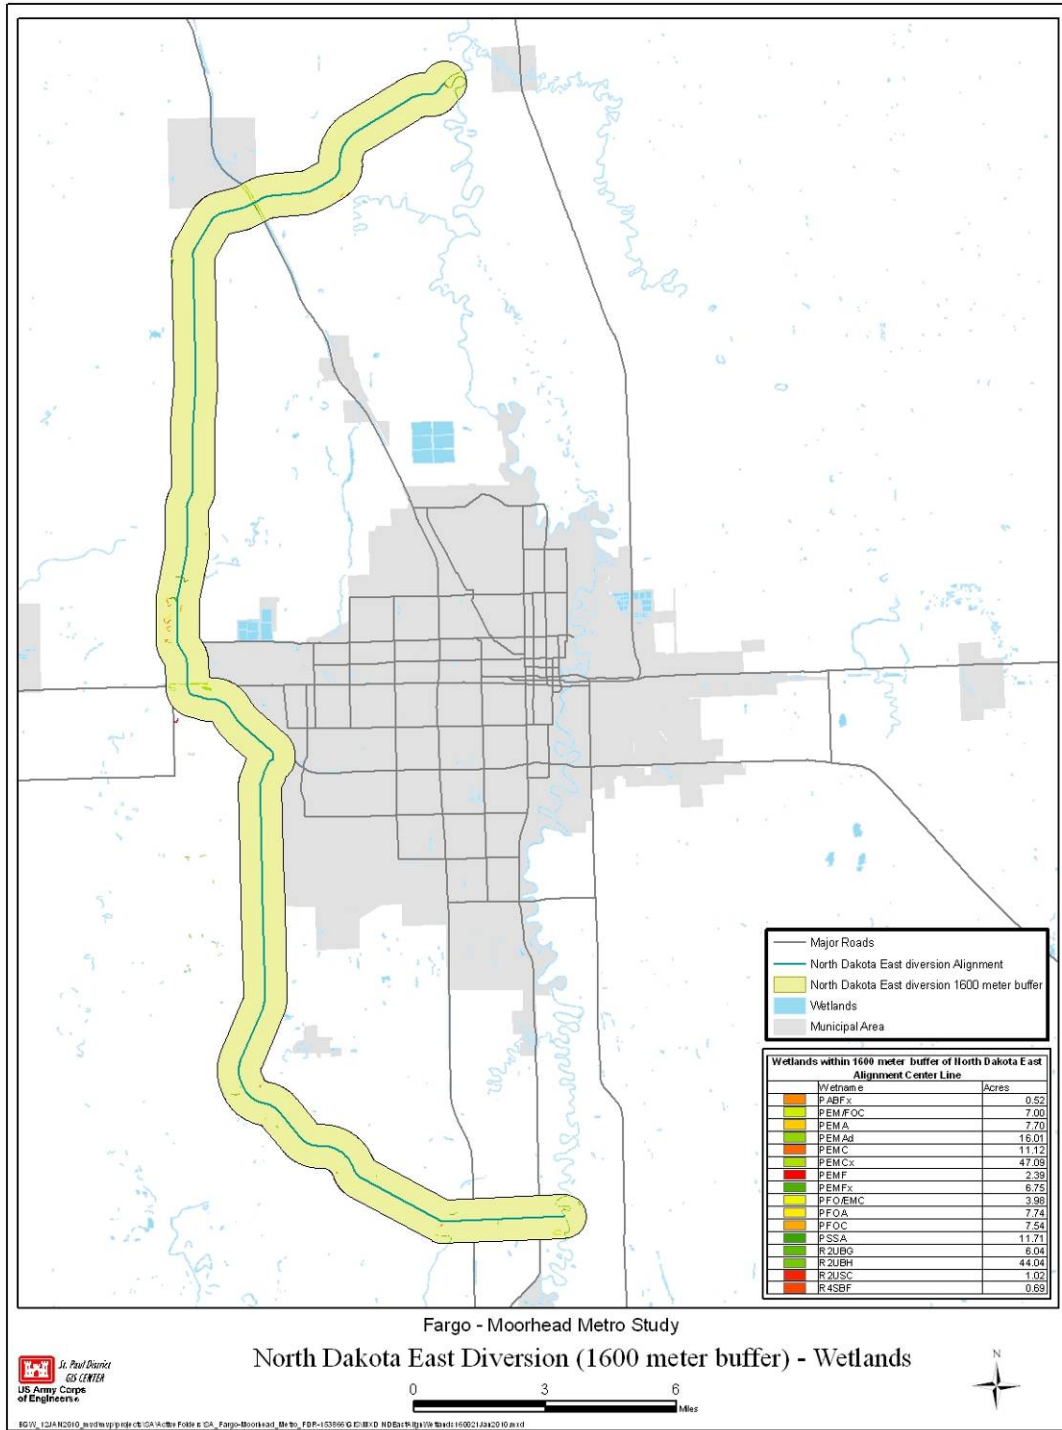 Major Roads
North Dakota East diversion Alignment
North Dakota East diversion 1600 meter buffer
Wetlands
Municipal Area
Wetlands within 1600 meter buffer of North Dakota East
Alignment Center Line
Wetname Acres
PABFx 0.52
PEM/FOC 7.00
PEMA 7.70
PEMAd 16.01
PEMC 11.12
PEMCx 47.09
PEMF 2.39
PEMFx 6.75
PFO/EMC 3.98
PFOA 7.74
PFOC 7.54
PSSA 11.71
R2UBG 6.04
R2UBH 44.04
R2USC 1.02
R4SBF 0.69
Fargo - Moorhead Metro Study
North Dakota East Diversion (1600 meter buffer) - Wetlands
St. Paul District
GIS CENTER
US Army Corps
of Engineers®
0 3 6
Miles
N